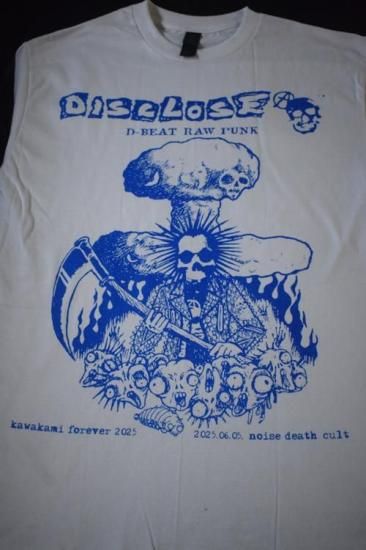 DISCLOSE
D-BEAT RAW PUNK
kawakami forever 2025
2025.06.05. noise death cult